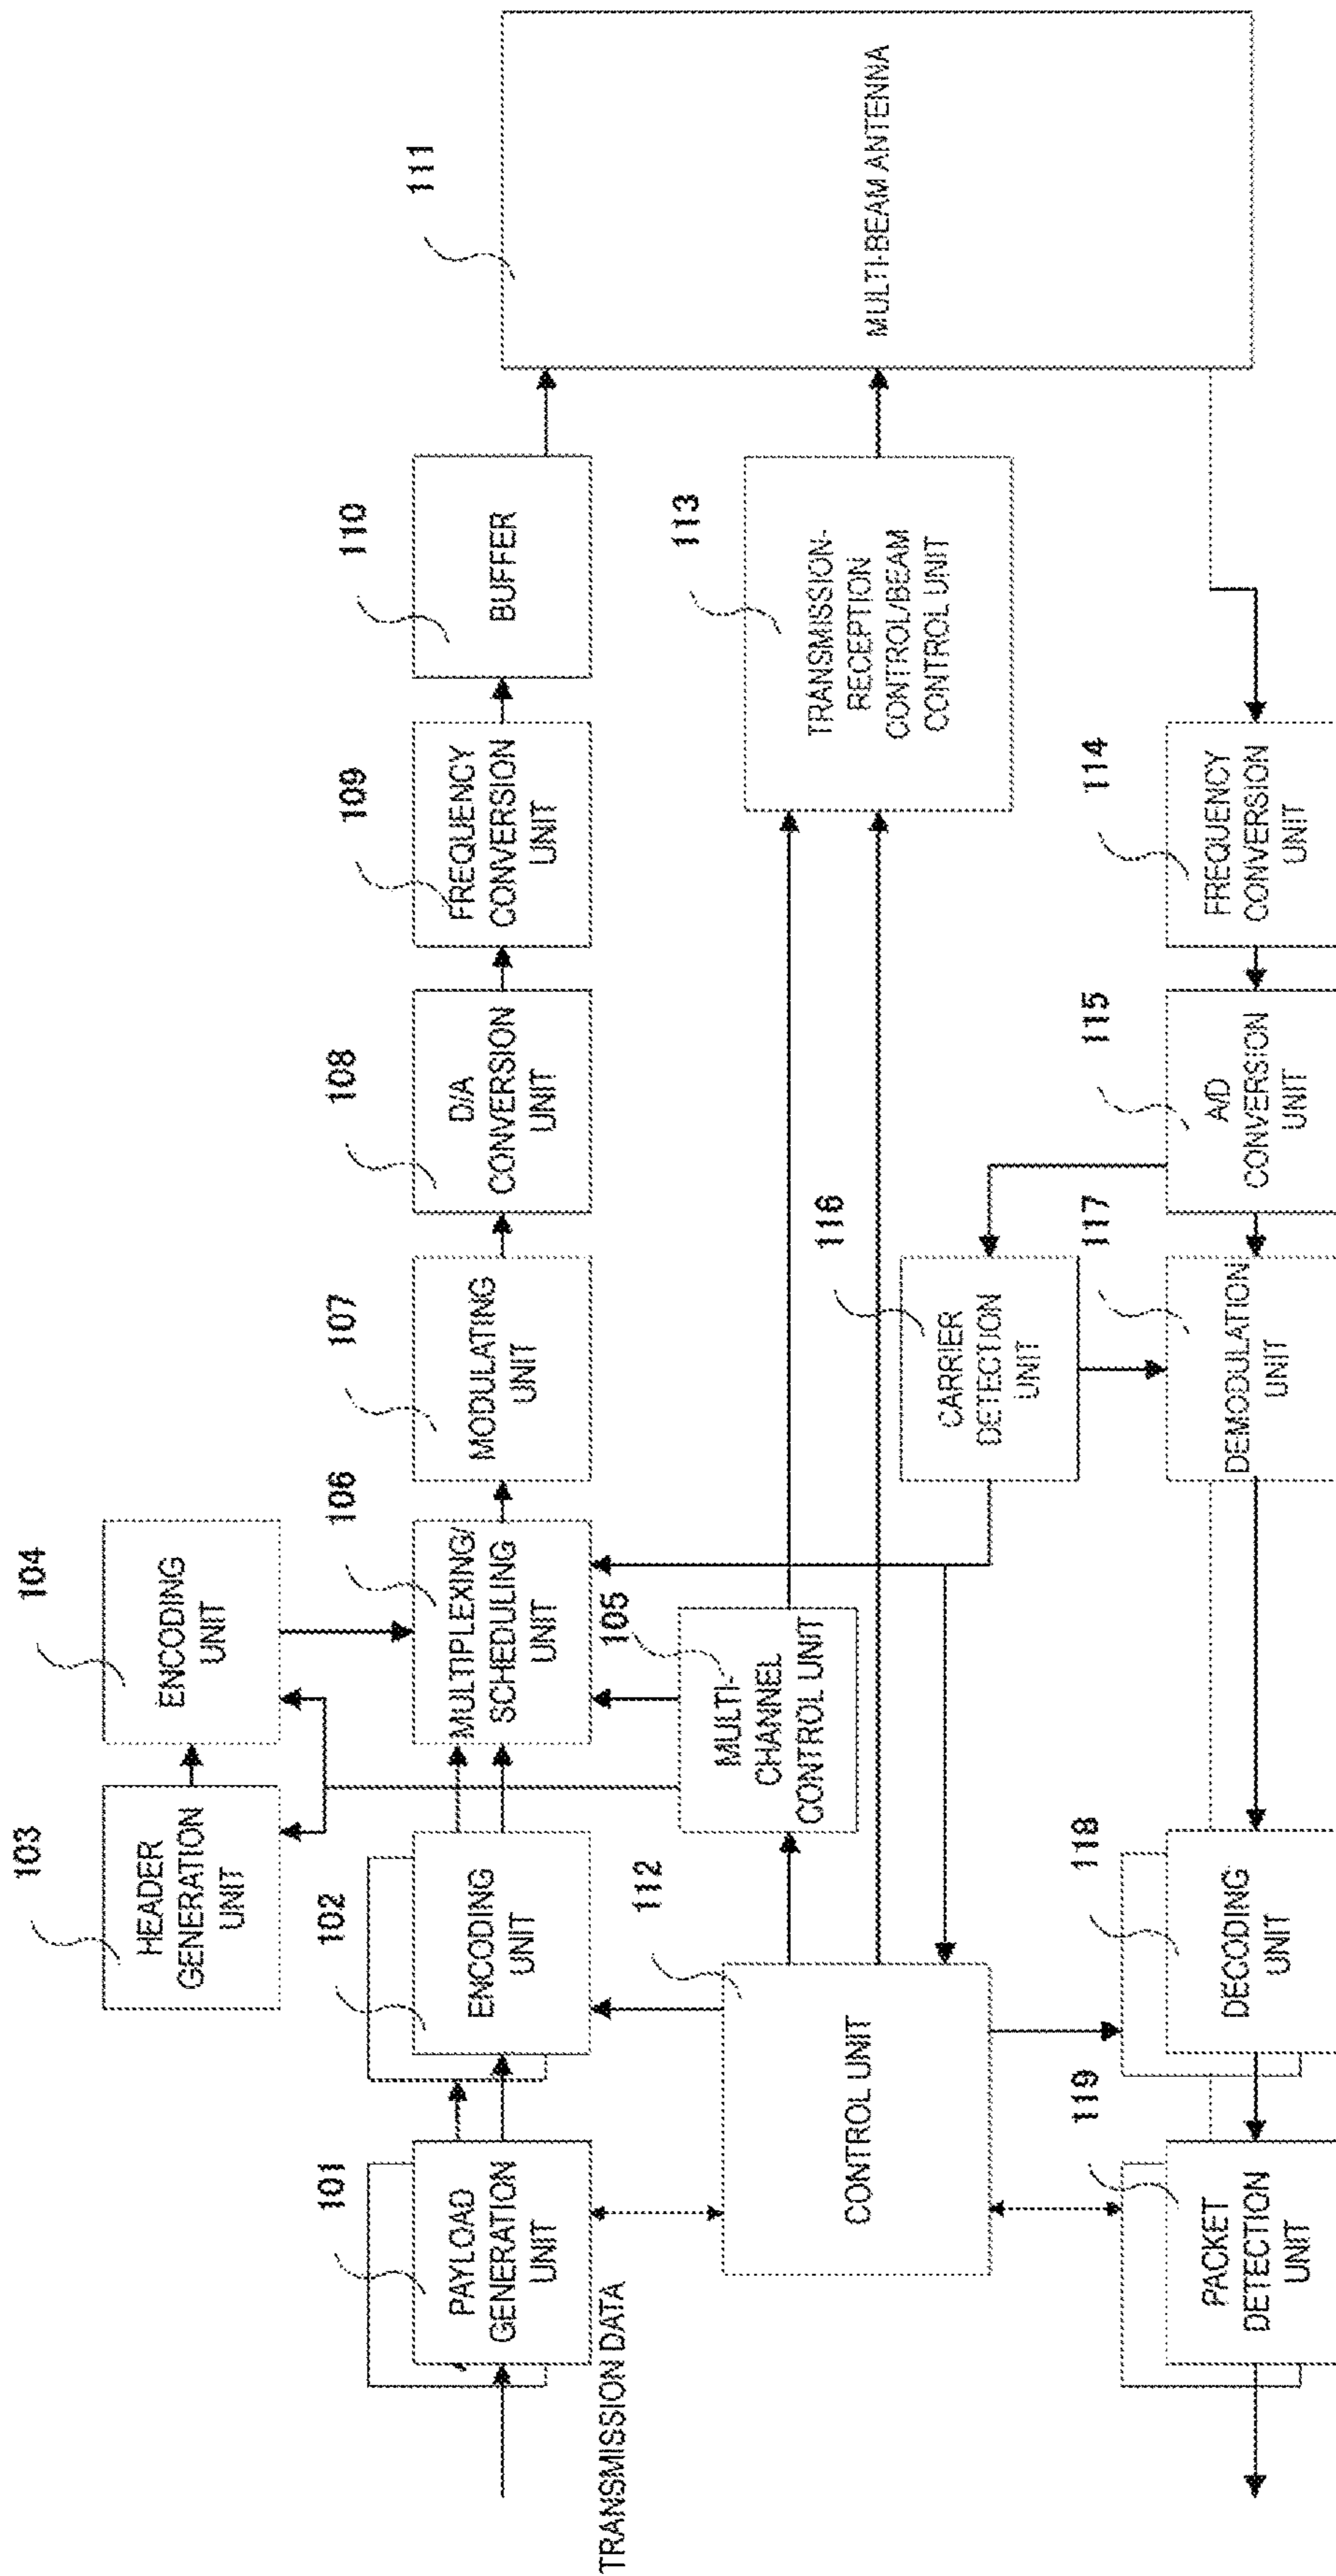 103
HEADER
GENERATION
UNIT
104
ENCODING
UNIT
101
PAYLOAD
GENERATION
UNIT
TRANSMISSION DATA
102
ENCODING
UNIT
106
MULTIPLEXING/
SCHEDULING
UNIT
107
MODULATING
UNIT
108
D/A
CONVERSION
UNIT
109
FREQUENCY
CONVERSION
UNIT
110
BUFFER
111
MULTI-BEAM ANTENNA
112
CONTROL UNIT
105
MULTI-
CHANNEL
CONTROL UNIT
113
TRANSMISSION-
RECEPTION
CONTROL/BEAM
CONTROL UNIT
116
CARRIER
DETECTION
UNIT
119
PACKET
DETECTION
UNIT
118
DECODING
UNIT
117
DEMODULATION
UNIT
115
A/D
CONVERSION
UNIT
114
FREQUENCY
CONVERSION
UNIT